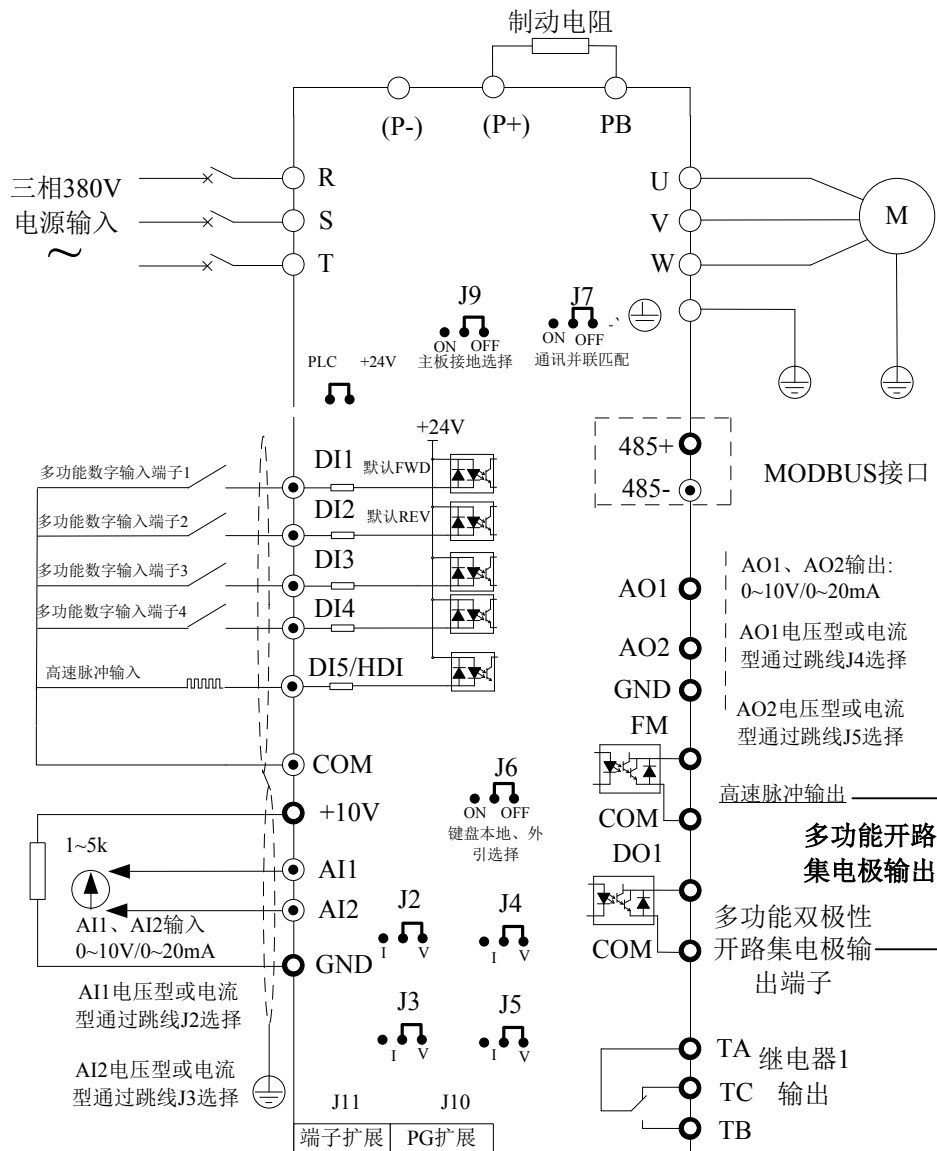 制动电阻
(P-)
(P+)
PB
三相380V
电源输入
~
R
S
T
U
V
W
M
J9
ON OFF
主板接地选择
J7
ON OFF
通讯并联匹配
PLC +24V
+24V
多功能数字输入端子1
DI1
默认FWD
多功能数字输入端子2
DI2
默认REV
多功能数字输入端子3
DI3
多功能数字输入端子4
DI4
高速脉冲输入
DI5/HDI
COM
+10V
1~5k
AI1
AI2
AI1、AI2输入
0~10V/0~20mA
GND
AI1电压型或电流
型通过跳线J2选择
AI2电压型或电流
型通过跳线J3选择
J6
ON OFF
键盘本地、外
引选择
J2
I V
J4
I V
J3
I V
J5
I V
J11
J10
端子扩展
PG扩展
485+
485-
MODBUS接口
AO1
AO2
GND
AO1、AO2输出:
0~10V/0~20mA
AO1电压型或电流
型通过跳线J4选择
AO2电压型或电流
型通过跳线J5选择
FM
COM
高速脉冲输出
多功能开路
集电极输出
DO1
COM
多功能双极性
开路集电极输
出端子
TA
TC
TB
继电器1
输出